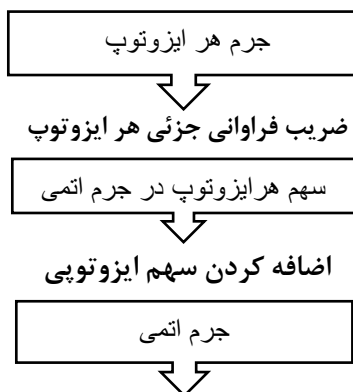 جرم هر ایزوتوپ
ضریب فراوانی جزئی هر ایزوتوپ
سهم هرایزوتوپ در جرم اتمی
اضافه کردن سهم ایزوتوپی
جرم اتمی